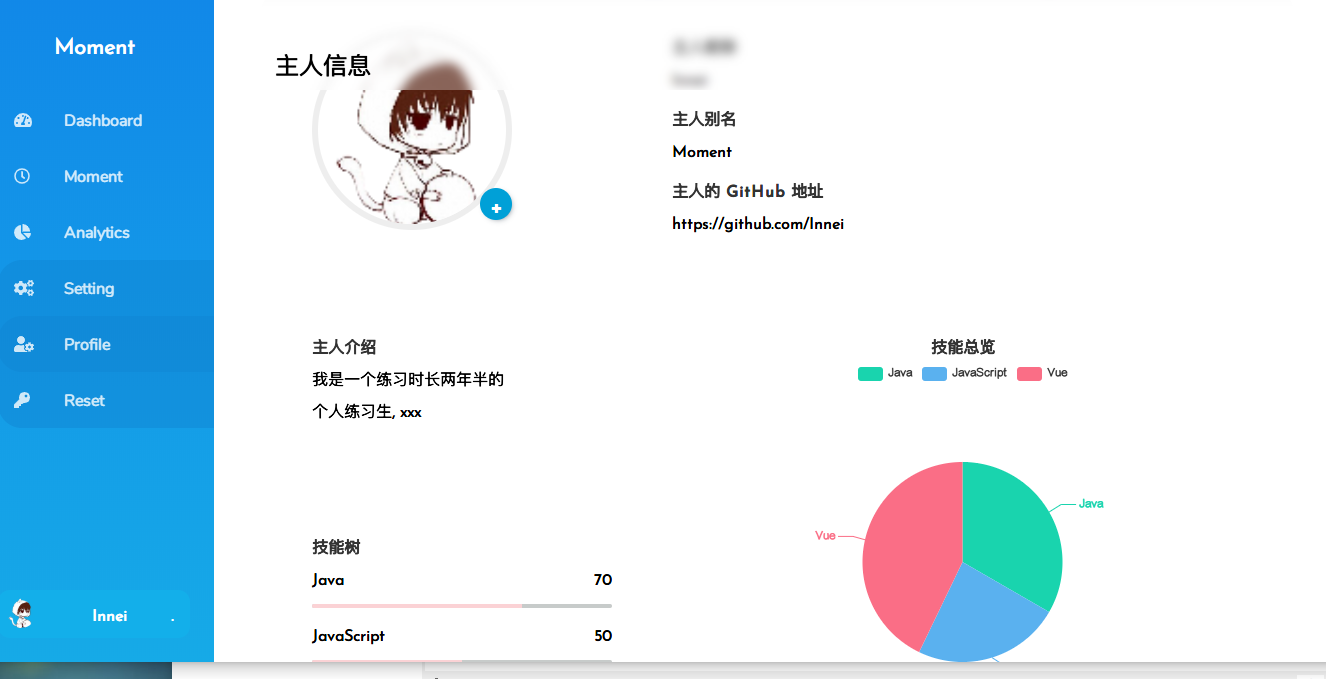 Moment
Dashboard
Moment
Analytics
Setting
Profile
Reset
Innei
.
主人信息
主人别名
Moment
主人的 GitHub 地址
https://github.com/Innei
主人介绍
我是一个练习时长两年半的
个人练习生, xxx
技能树
Java 70
JavaScript 50
技能总览
Java JavaScript Vue
Java
Vue